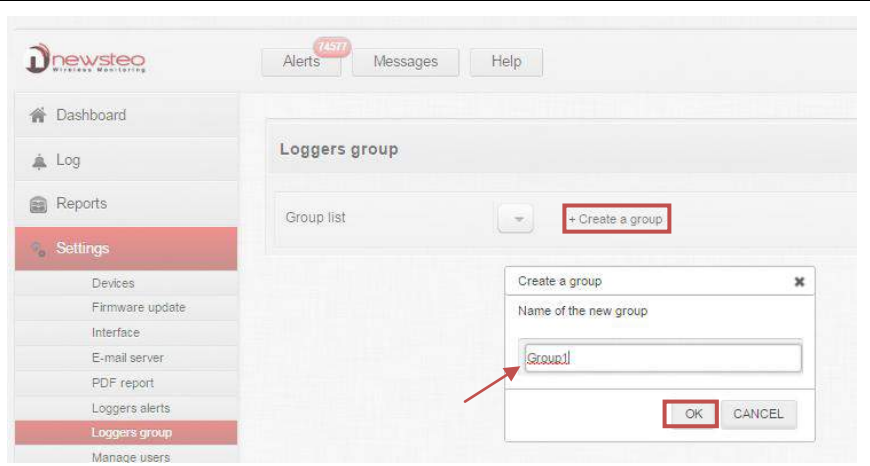 newsteo
Wireless Monitoring
Alerts
74577
Messages
Help
Dashboard
Log
Reports
Settings
Devices
Firmware update
Interface
E-mail server
PDF report
Loggers alerts
Loggers group
Manage users
Loggers group
Group list
+ Create a group
Create a group
Name of the new group
Group1
OK
CANCEL